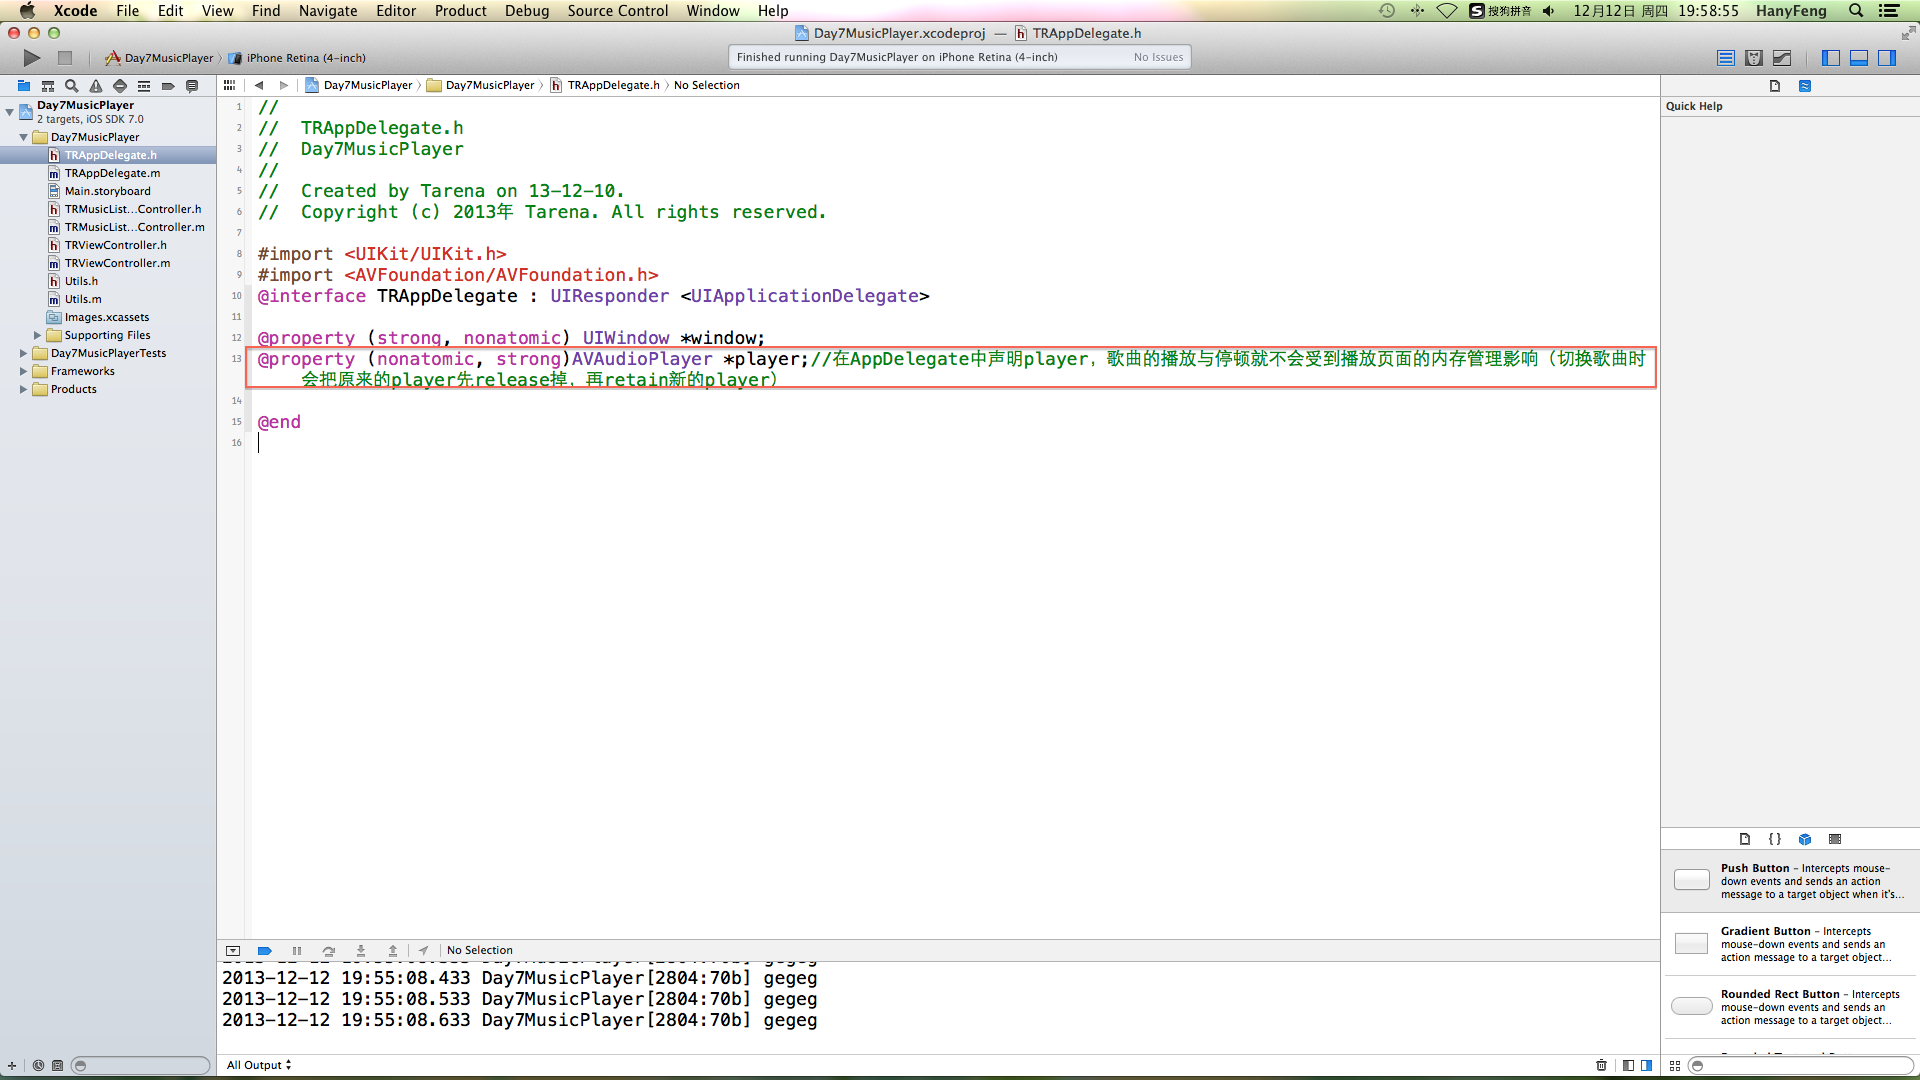 Xcode File Edit View Find Navigate Editor Product Debug Source Control Window Help
搜狗拼音 12月12日 周四 19:58:55 HanyFeng
Day7MusicPlayer.xcodeproj — TRAppDelegate.h
Day7MusicPlayer iPhone Retina (4-inch)
Finished running Day7MusicPlayer on iPhone Retina (4-inch) No Issues
Day7MusicPlayer Day7MusicPlayer TRAppDelegate.h No Selection
Day7MusicPlayer
2 targets, iOS SDK 7.0
Day7MusicPlayer
TRAppDelegate.h
TRAppDelegate.m
Main.storyboard
TRMusicList...Controller.h
TRMusicList...Controller.m
TRViewController.h
TRViewController.m
Utils.h
Utils.m
Images.xcassets
Supporting Files
Day7MusicPlayerTests
Frameworks
Products
1 //
2 //  TRAppDelegate.h
3 //  Day7MusicPlayer
4 //
5 //  Created by Tarena on 13-12-10.
6 //  Copyright (c) 2013年 Tarena. All rights reserved.
7
8 #import <UIKit/UIKit.h>
9 #import <AVFoundation/AVFoundation.h>
10 @interface TRAppDelegate : UIResponder <UIApplicationDelegate>
11
12 @property (strong, nonatomic) UIWindow *window;
13 @property (nonatomic, strong)AVAudioPlayer *player;//在AppDelegate中声明player，歌曲的播放与停顿就不会受到播放页面的内存管理影响（切换歌曲时
会把原来的player先release掉，再retain新的player）
14
15 @end
16
No Selection
2013-12-12 19:55:08.433 Day7MusicPlayer[2804:70b] gegeg
2013-12-12 19:55:08.533 Day7MusicPlayer[2804:70b] gegeg
2013-12-12 19:55:08.633 Day7MusicPlayer[2804:70b] gegeg
All Output
Quick Help
Push Button - Intercepts mouse-
down events and sends an action
message to a target object when it's...
Gradient Button - Intercepts
mouse-down events and sends an
action message to a target object...
Rounded Rect Button - Intercepts
mouse-down events and sends an
action message to a target object...